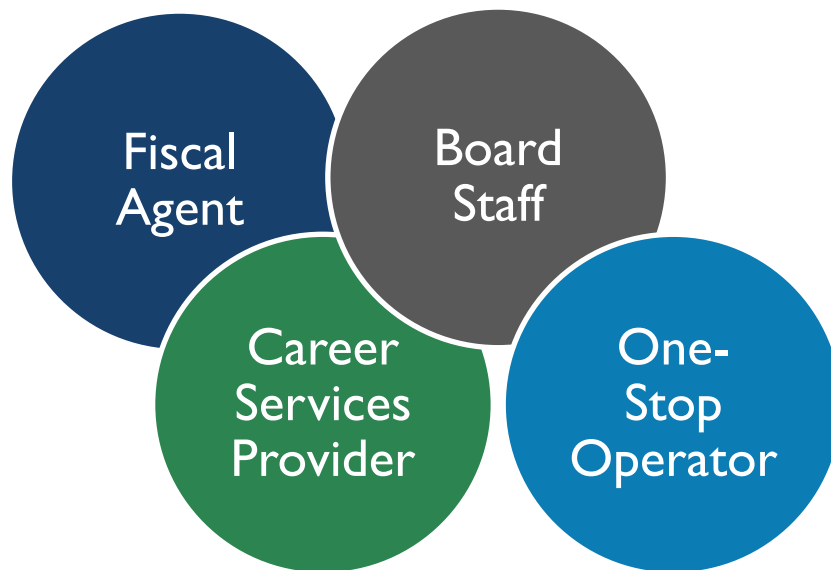 Fiscal
Agent
Board
Staff
Career
Services
Provider
One-
Stop
Operator